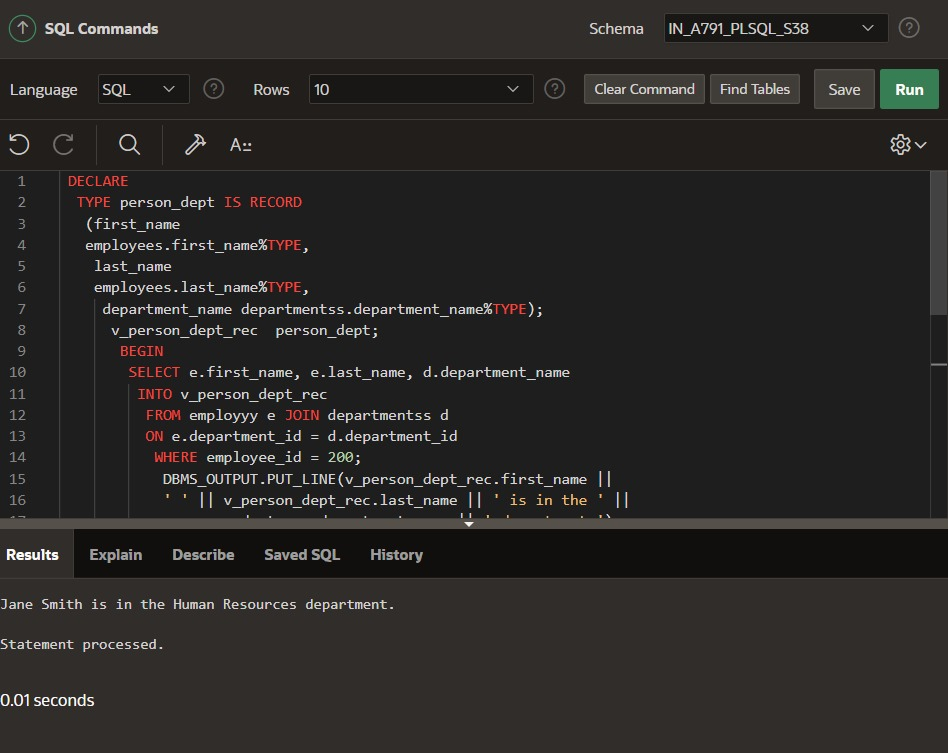 SQL Commands
Schema IN_A791_PLSQL_S38 ?
Language SQL ? Rows 10 ? Clear Command Find Tables Save Run
A::
1 DECLARE
2 TYPE person_dept IS RECORD
3 (first_name
4 employees.first_name%TYPE,
5 last_name
6 employees.last_name%TYPE,
7 department_name departmentss.department_name%TYPE);
8 v_person_dept_rec person_dept;
9 BEGIN
10 SELECT e.first_name, e.last_name, d.department_name
11 INTO v_person_dept_rec
12 FROM employyy e JOIN departmentss d
13 ON e.department_id = d.department_id
14 WHERE employee_id = 200;
15 DBMS_OUTPUT.PUT_LINE(v_person_dept_rec.first_name ||
16 ' ' || v_person_dept_rec.last_name || ' is in the ' ||
Results Explain Describe Saved SQL History
Jane Smith is in the Human Resources department.
Statement processed.
0.01 seconds